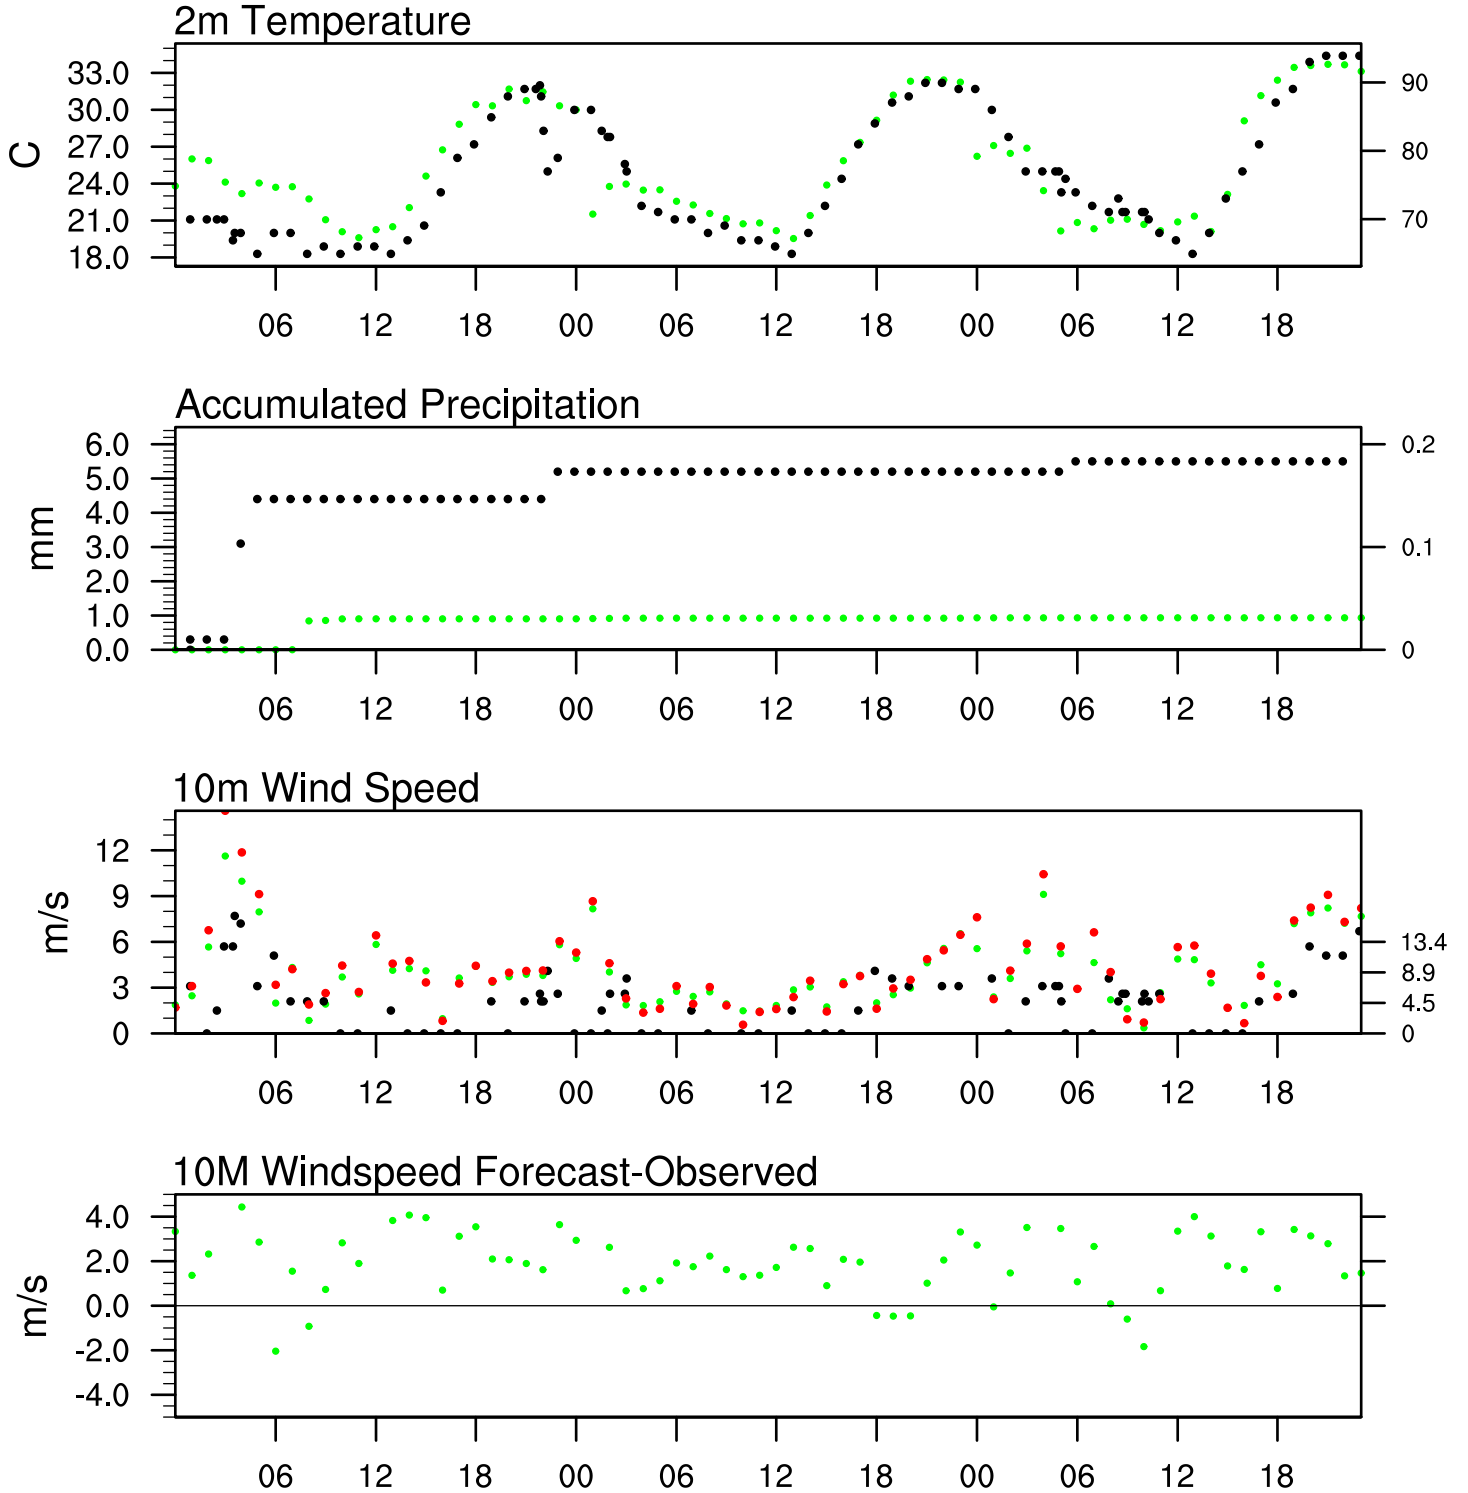 2m Temperature
33.0
30.0
27.0
24.0
21.0
18.0
C
90
80
70
06 12 18 00 06 12 18 00 06 12 18
Accumulated Precipitation
6.0
5.0
4.0
3.0
2.0
1.0
0.0
mm
0.2
0.1
0
06 12 18 00 06 12 18 00 06 12 18
10m Wind Speed
12
9
6
3
0
m/s
13.4
8.9
4.5
0
06 12 18 00 06 12 18 00 06 12 18
10M Windspeed Forecast-Observed
4.0
2.0
0.0
-2.0
-4.0
m/s
06 12 18 00 06 12 18 00 06 12 18